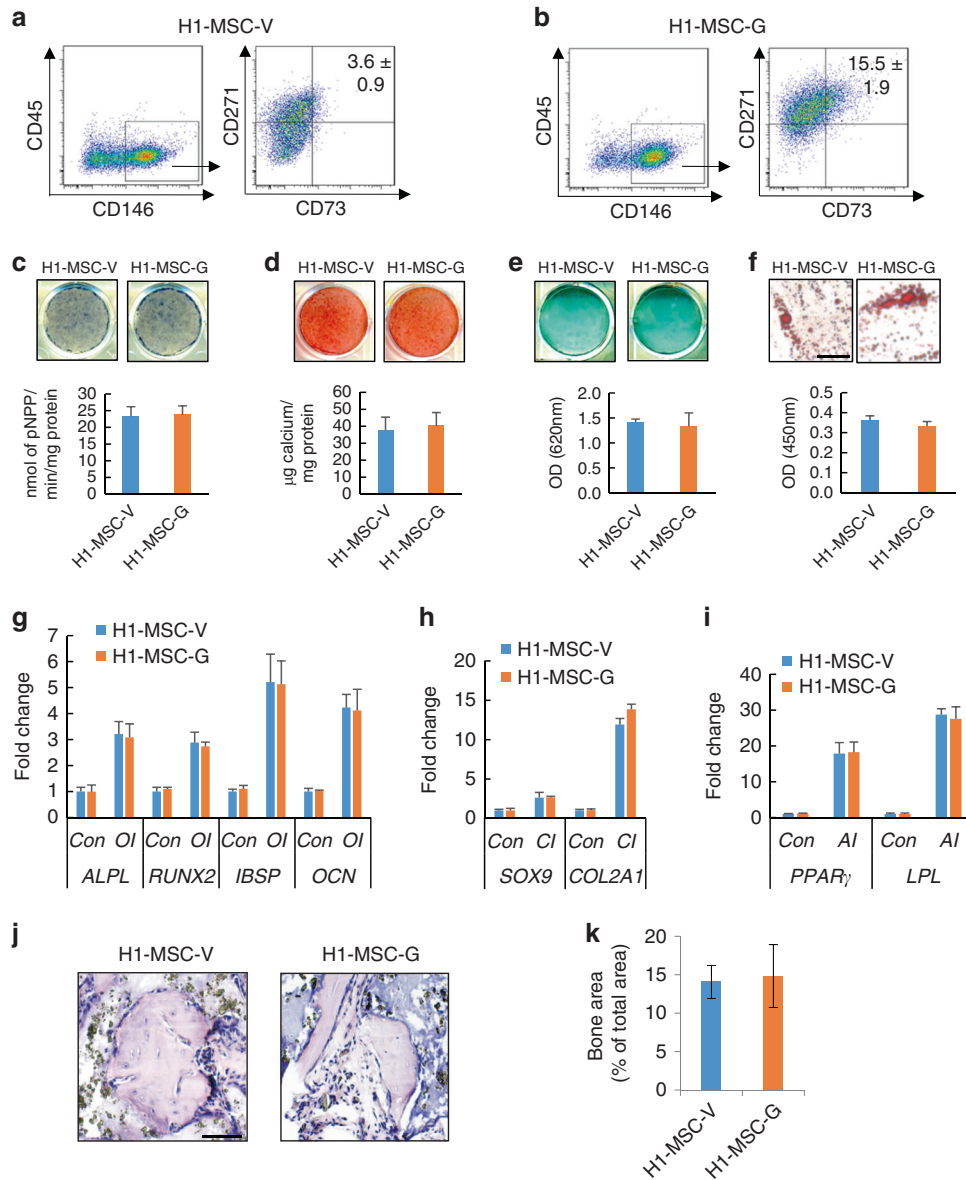 a
H1-MSC-V
CD45
CD146
CD271
3.6 ±
0.9
CD73
b
H1-MSC-G
CD45
CD146
CD271
15.5 ±
1.9
CD73
c
H1-MSC-V H1-MSC-G
nmol of pNPP/
min/mg protein
30
25
20
15
10
5
0
H1-MSC-V
H1-MSC-G
d
H1-MSC-V H1-MSC-G
µg calcium/
mg protein
60
50
40
30
20
10
0
H1-MSC-V
H1-MSC-G
e
H1-MSC-V H1-MSC-G
OD (620nm)
2.0
1.5
1.0
0.5
0.0
H1-MSC-V
H1-MSC-G
f
H1-MSC-V H1-MSC-G
OD (450nm)
0.5
0.4
0.3
0.2
0.1
0.0
H1-MSC-V
H1-MSC-G
g
H1-MSC-V
H1-MSC-G
Fold change
7
6
5
4
3
2
1
0
Con OI Con OI Con OI Con OI
ALPL RUNX2 IBSP OCN
h
H1-MSC-V
H1-MSC-G
Fold change
20
15
10
5
0
Con CI Con CI
SOX9 COL2A1
i
H1-MSC-V
H1-MSC-G
Fold change
40
30
20
10
0
Con AI Con AI
PPARγ LPL
j
H1-MSC-V
H1-MSC-G
k
Bone area
(% of total area)
20
15
10
5
0
H1-MSC-V
H1-MSC-G